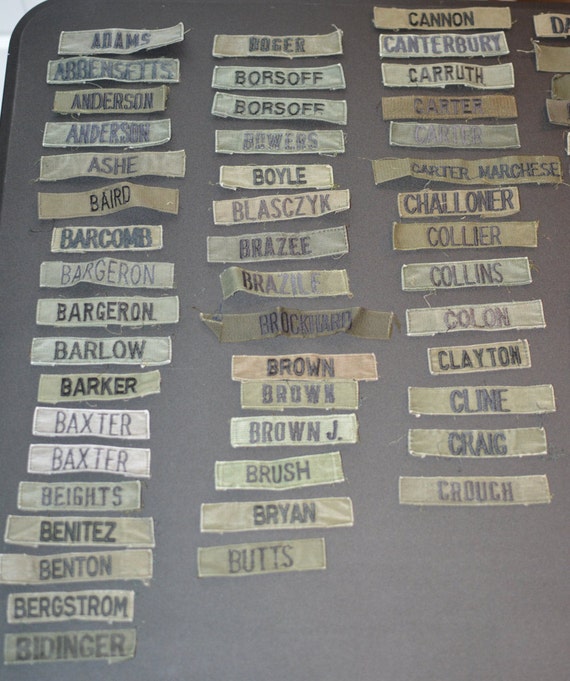 ADAMS
ABBENSETTS
ANDERSON
ANDERSON
ASHE
BAIRD
BARCOMB
BARGERON
BARGERON
BARLOW
BARKER
BAXTER
BAXTER
BEIGHTS
BENITEZ
BENTON
BERGSTROM
BIDINGER
BOGER
BORSOFF
BORSOFF
BOWERS
BOYLE
BLASCZYK
BRAZEE
BRAZILE
BROCKHARD
BROWN
BROWN
BROWN J.
BRUSH
BRYAN
BUTTS
CANNON
CANTERBURY
CARRUTH
CARTER
CARTER
CARTER MARCHESE
CHALLONER
COLLIER
COLLINS
COLON
CLAYTON
CLINE
CRAIG
CROUCH